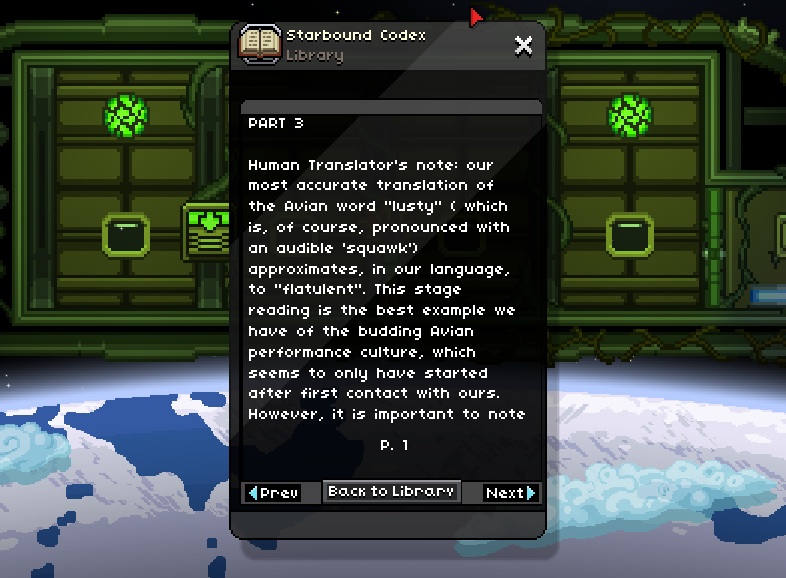 Starbound Codex
Library
PART 3
Human Translator's note: our
most accurate translation of
the Avian word "lusty" ( which
is, of course, pronounced with
an audible 'squawk')
approximates, in our language,
to "flatulent". This stage
reading is the best example we
have of the budding Avian
performance culture, which
seems to only have started
after first contact with ours.
However, it is important to note
P. 1
Prev
Back to Library
Next